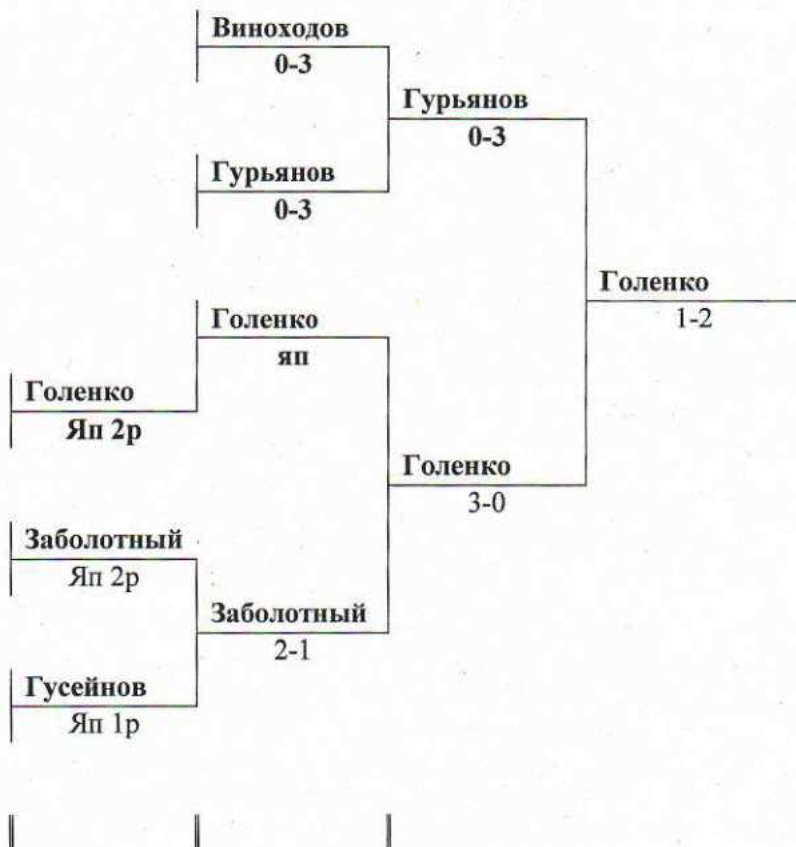 Виноходов
0-3
Гурьянов
0-3
Гурьянов
0-3
Голенко
1-2
Голенко
яп
Голенко
Яп 2р
Голенко
3-0
Заболотный
Яп 2р
Заболотный
2-1
Гусейнов
Яп 1р